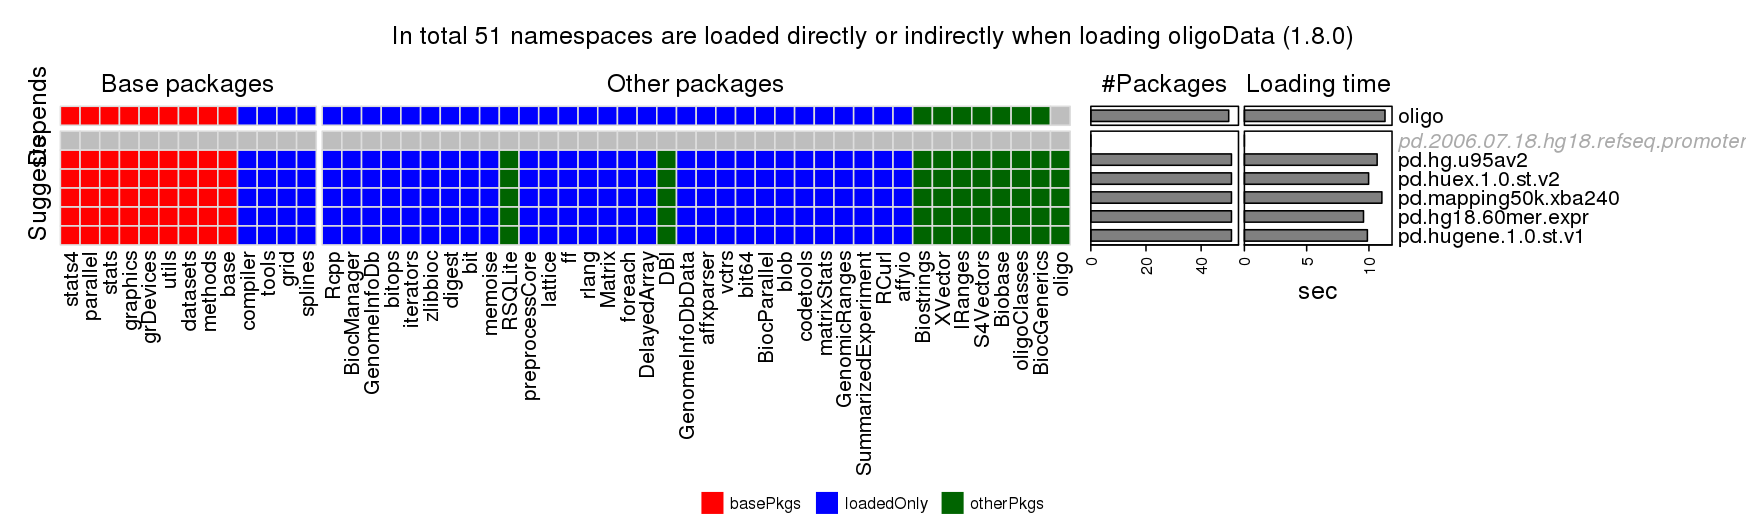 In total 51 namespaces are loaded directly or indirectly when loading oligoData (1.8.0)
Base packages
Other packages
#Packages
Loading time
Depends
Suggests
oligo
pd.2006.07.18.hg18.refseq.promoter
pd.hg.u95av2
pd.huex.1.0.st.v2
pd.mapping50k.xba240
pd.hg18.60mer.expr
pd.hugene.1.0.st.v1
stats4
parallel
stats
graphics
grDevices
utils
datasets
methods
base
compiler
tools
grid
splines
Rcpp
BiocManager
GenomeInfoDb
bitops
iterators
zlibbioc
digest
bit
memoise
RSQLite
preprocessCore
lattice
ff
rlang
Matrix
foreach
DelayedArray
DBI
GenomeInfoDbData
affxparser
vctrs
bit64
BiocParallel
blob
codetools
matrixStats
GenomicRanges
SummarizedExperiment
RCurl
affyio
Biostrings
XVector
IRanges
S4Vectors
Biobase
oligoClasses
BiocGenerics
oligo
0 20 40
0 5 10
sec
basePkgs loadedOnly otherPkgs